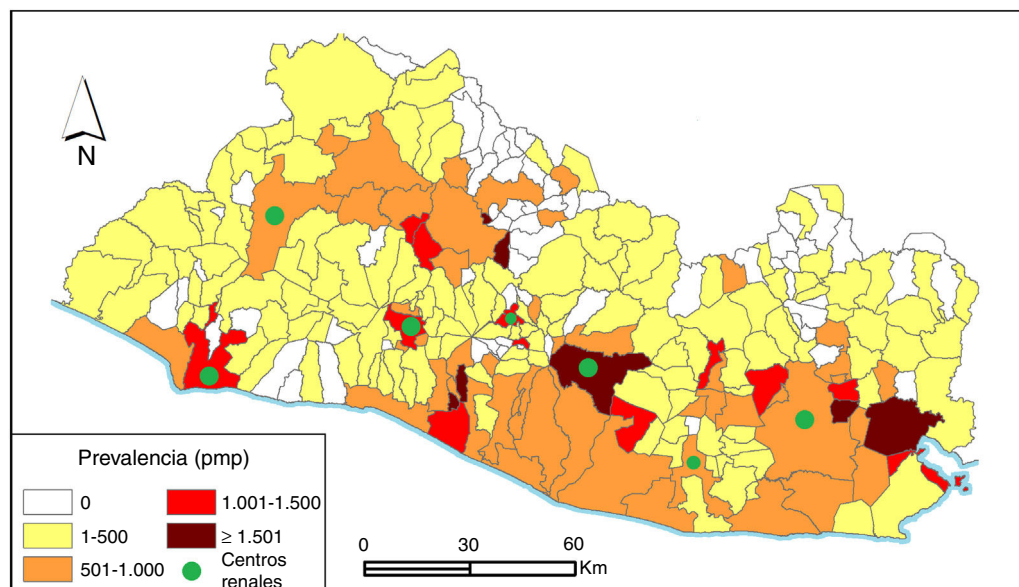 N
Prevalencia (pmp)
0
1-500
501-1.000
1.001-1.500
≥ 1.501
Centros
renales
0 30 60
Km